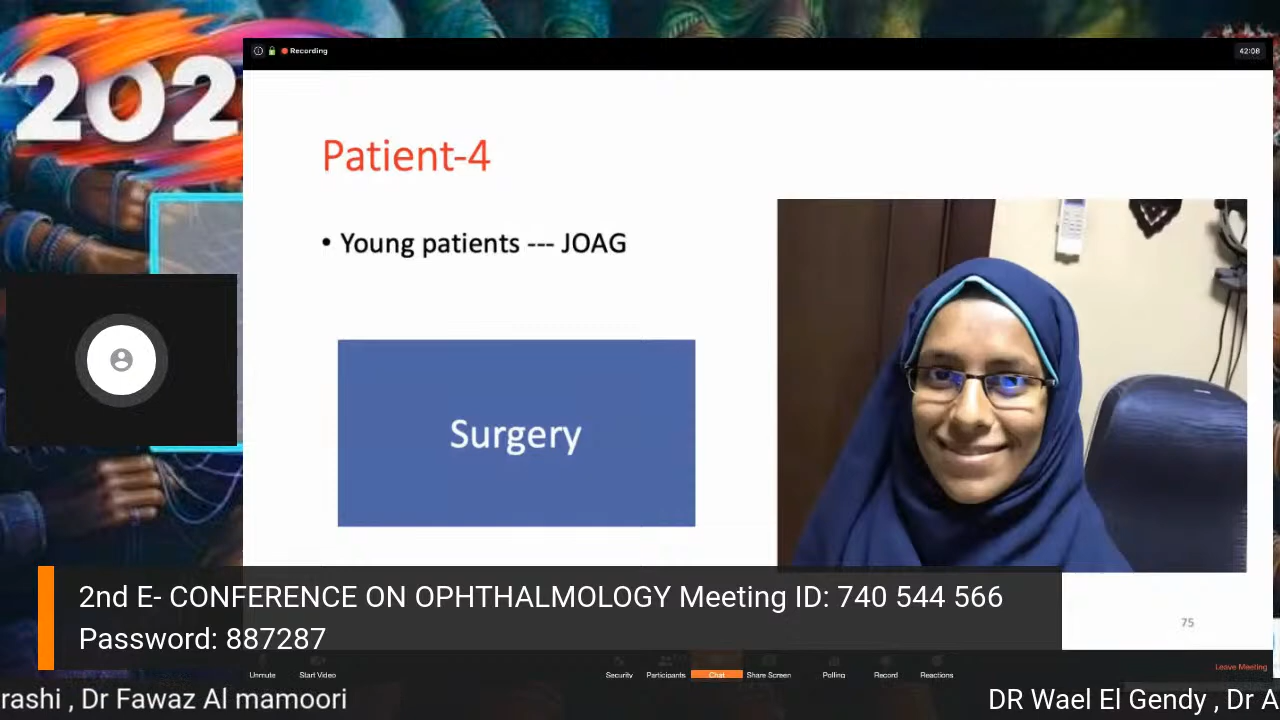 202
Recording
42:08
Patient-4
• Young patients --- JOAG
Surgery
2nd E- CONFERENCE ON OPHTHALMOLOGY Meeting ID: 740 544 566
Password: 887287
75
Unmute Start Video Security Participants Chat Share Screen Polling Record Reactions Leave Meeting
rashi , Dr Fawaz Al mamoori DR Wael El Gendy , Dr A